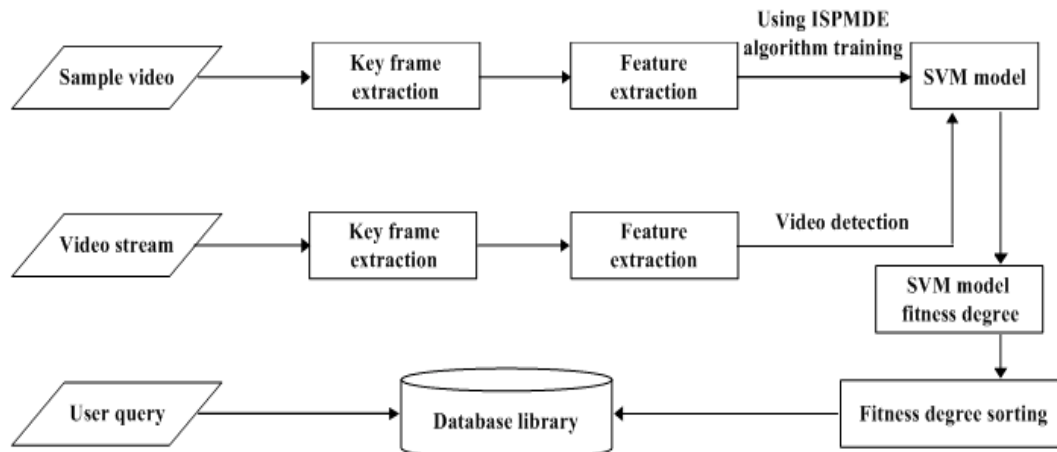 Using ISPMDE
algorithm training
Sample video
Key frame
extraction
Feature
extraction
SVM model
Video stream
Key frame
extraction
Feature
extraction
Video detection
SVM model
fitness degree
User query
Database library
Fitness degree sorting